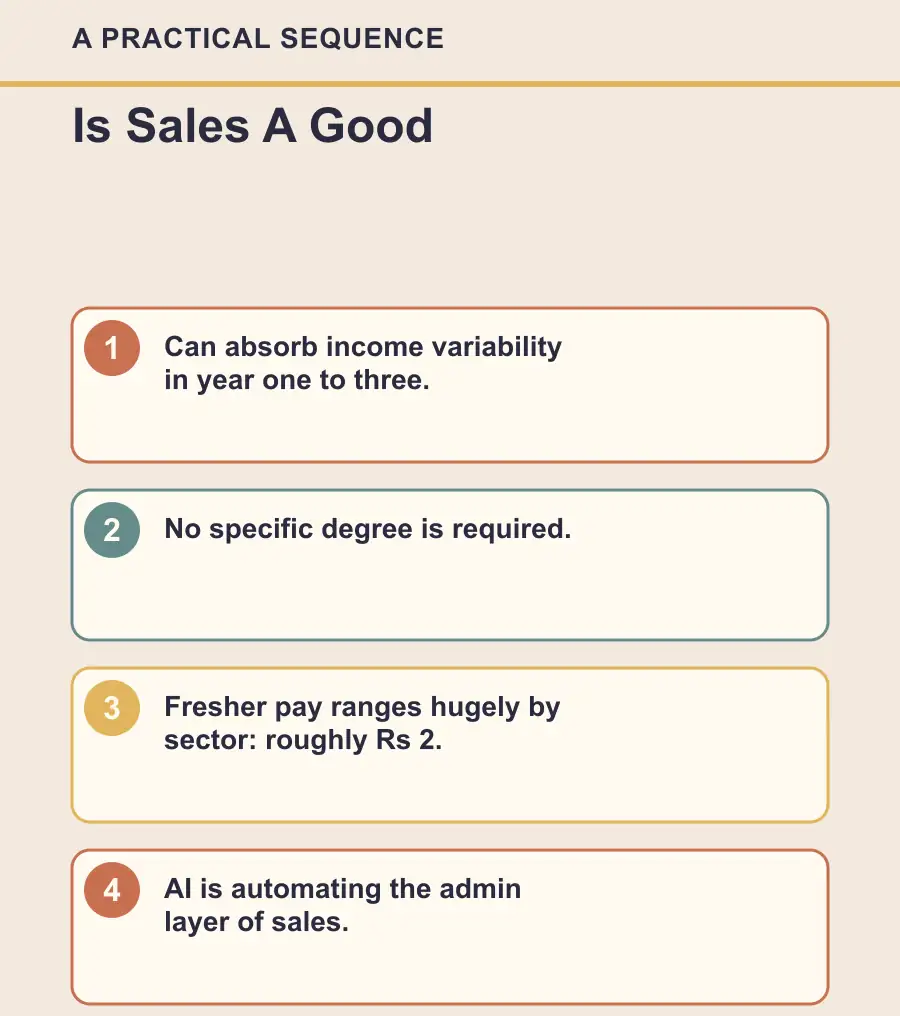 A PRACTICAL SEQUENCE
Is Sales A Good
1
Can absorb income variability
in year one to three.
2
No specific degree is required.
3
Fresher pay ranges hugely by
sector: roughly Rs 2.
4
AI is automating the admin
layer of sales.